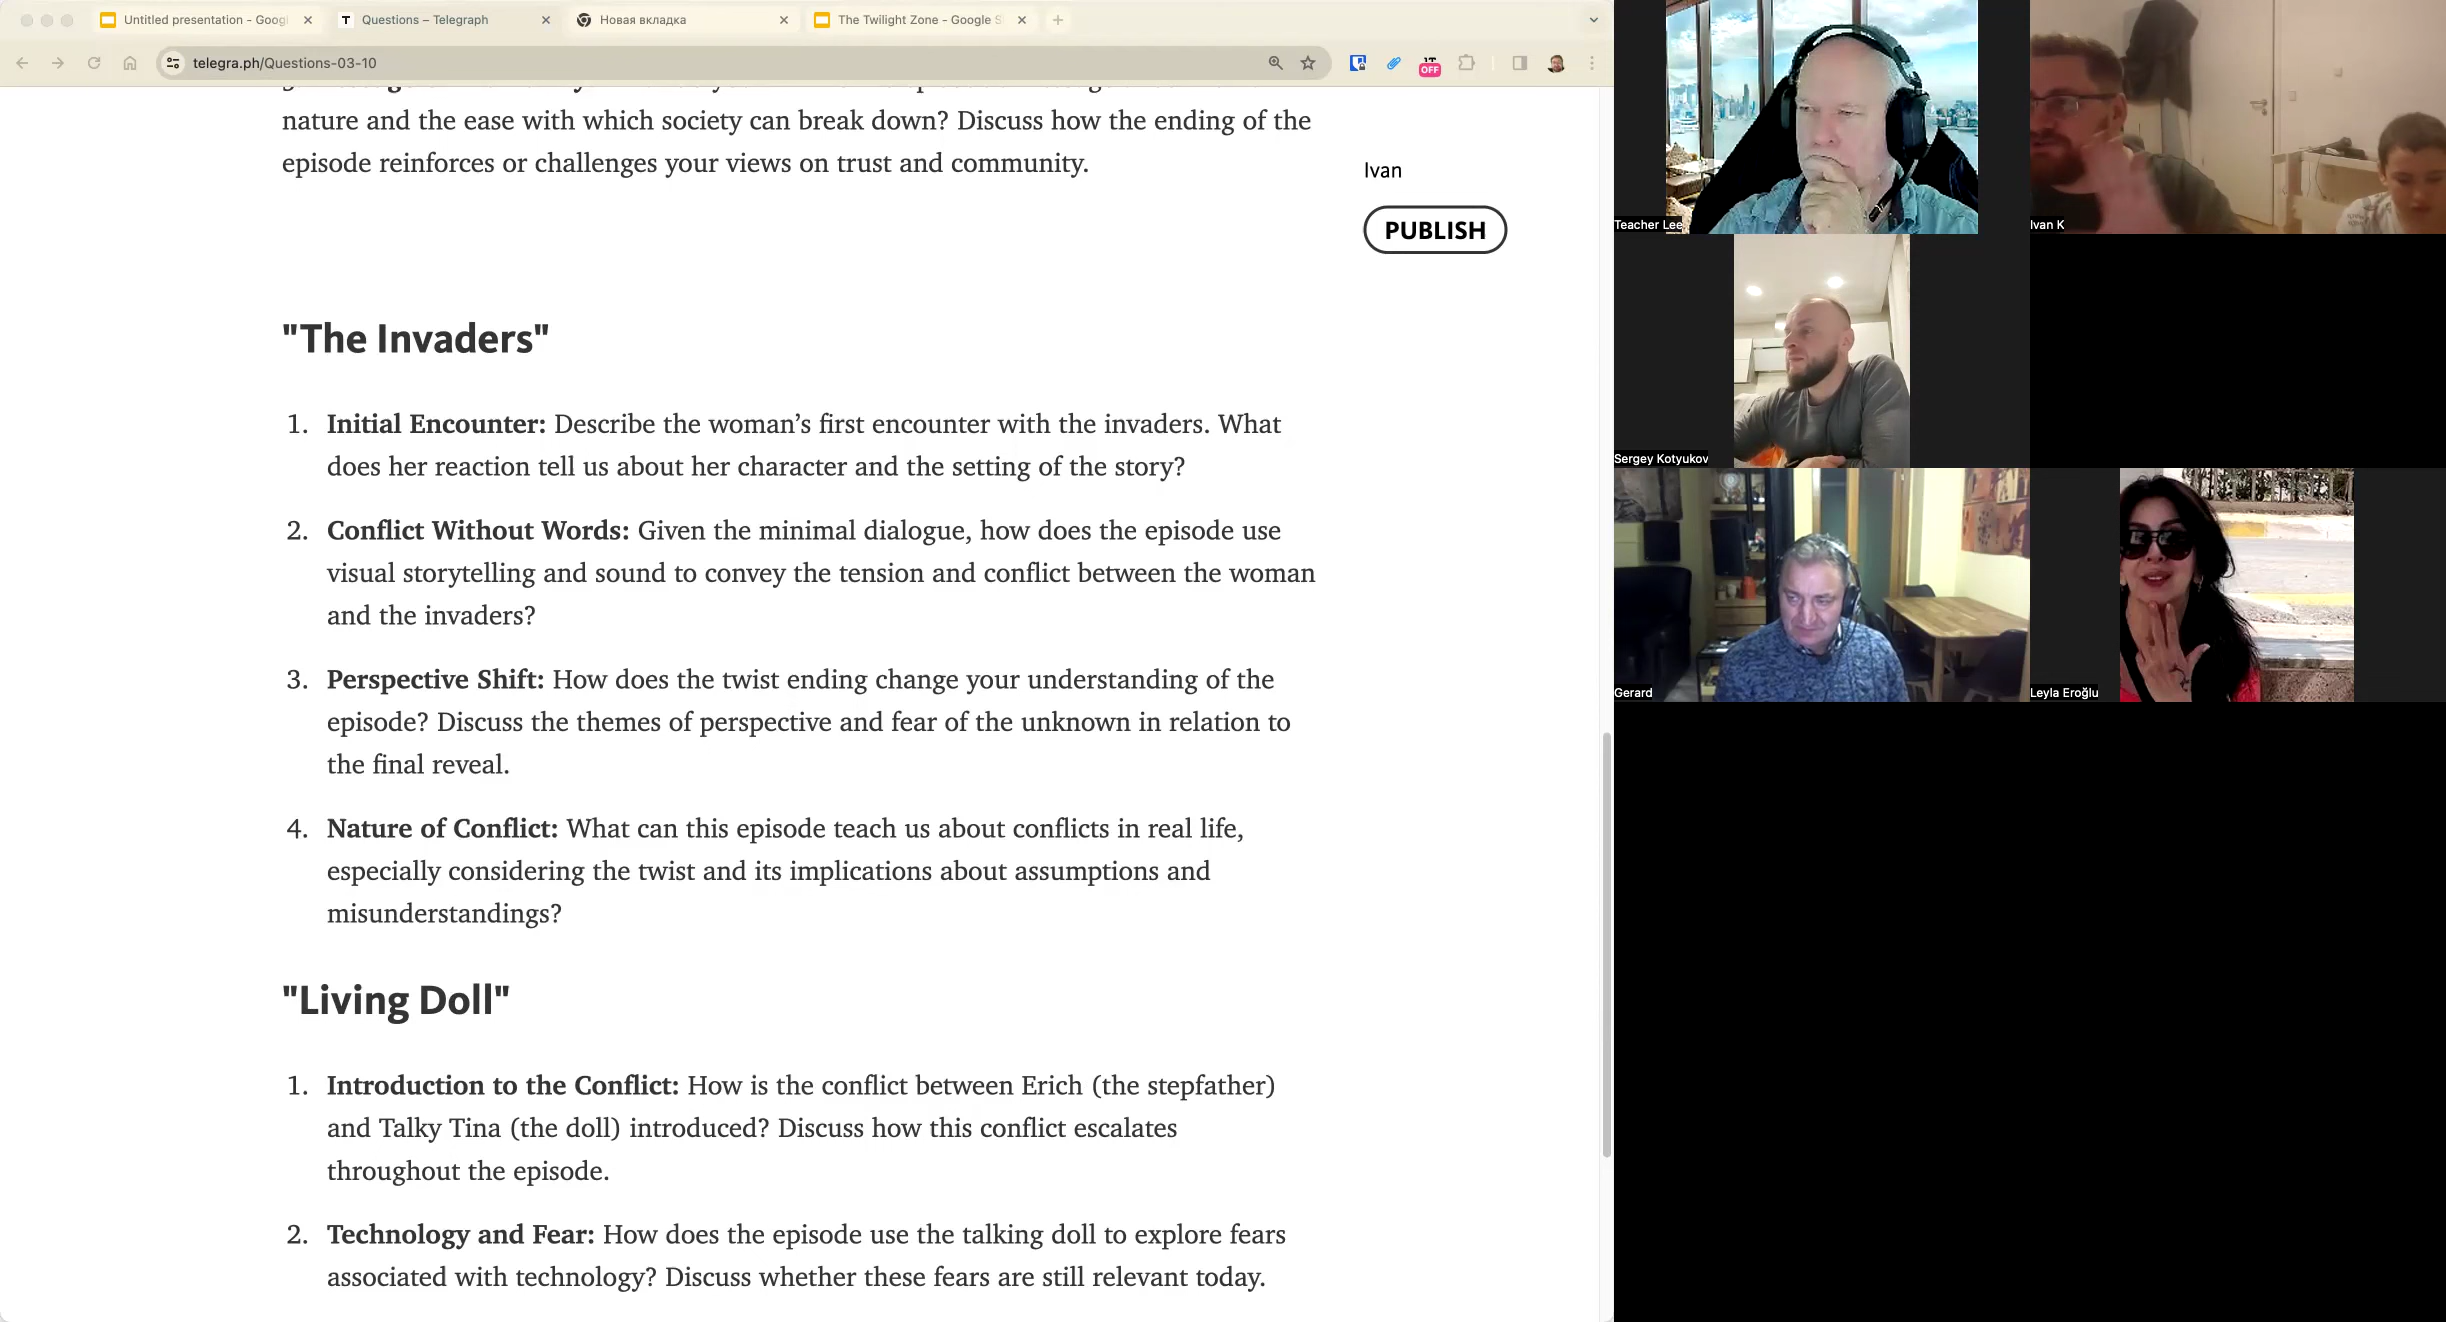 Untitled presentation - Googl
Questions – Telegraph
Новая вкладка
The Twilight Zone - Google S
telegra.ph/Questions-03-10
OFF
nature and the ease with which society can break down? Discuss how the ending of the
episode reinforces or challenges your views on trust and community.
Ivan
PUBLISH
"The Invaders"
1. Initial Encounter: Describe the woman’s first encounter with the invaders. What
does her reaction tell us about her character and the setting of the story?
2. Conflict Without Words: Given the minimal dialogue, how does the episode use
visual storytelling and sound to convey the tension and conflict between the woman
and the invaders?
3. Perspective Shift: How does the twist ending change your understanding of the
episode? Discuss the themes of perspective and fear of the unknown in relation to
the final reveal.
4. Nature of Conflict: What can this episode teach us about conflicts in real life,
especially considering the twist and its implications about assumptions and
misunderstandings?
"Living Doll"
1. Introduction to the Conflict: How is the conflict between Erich (the stepfather)
and Talky Tina (the doll) introduced? Discuss how this conflict escalates
throughout the episode.
2. Technology and Fear: How does the episode use the talking doll to explore fears
associated with technology? Discuss whether these fears are still relevant today.
Teacher Lee
Ivan K
Sergey Kotyukov
Gerard
Leyla Eroğlu